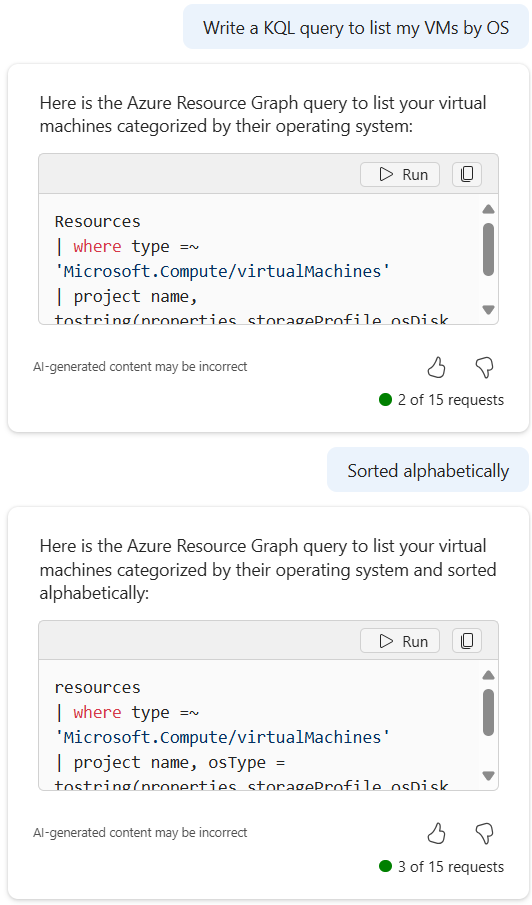 Write a KQL query to list my VMs by OS
Here is the Azure Resource Graph query to list your virtual
machines categorized by their operating system:
Run
Resources
| where type =~
'Microsoft.Compute/virtualMachines'
| project name,
tostring(properties.storageProfile.osDisk
AI-generated content may be incorrect
2 of 15 requests
Sorted alphabetically
Here is the Azure Resource Graph query to list your virtual
machines categorized by their operating system and sorted
alphabetically:
Run
resources
| where type =~
'Microsoft.Compute/virtualMachines'
| project name, osType =
tostring(properties.storageProfile.osDisk
AI-generated content may be incorrect
3 of 15 requests